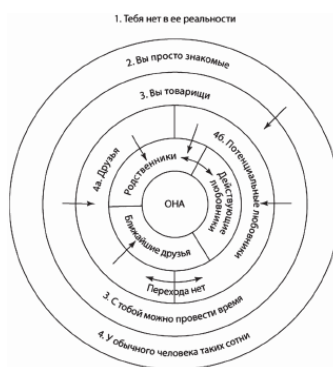 1. Тебя нет в ее реальности
2. Вы просто знакомые
3. Вы товарищи
4а. Друзья
4б. Потенциальные любовники
Родственники
Действующие
любовники
ОНА
Ближайшие друзья
Перехода нет
3. С тобой можно провести время
4. У обычного человека таких сотни